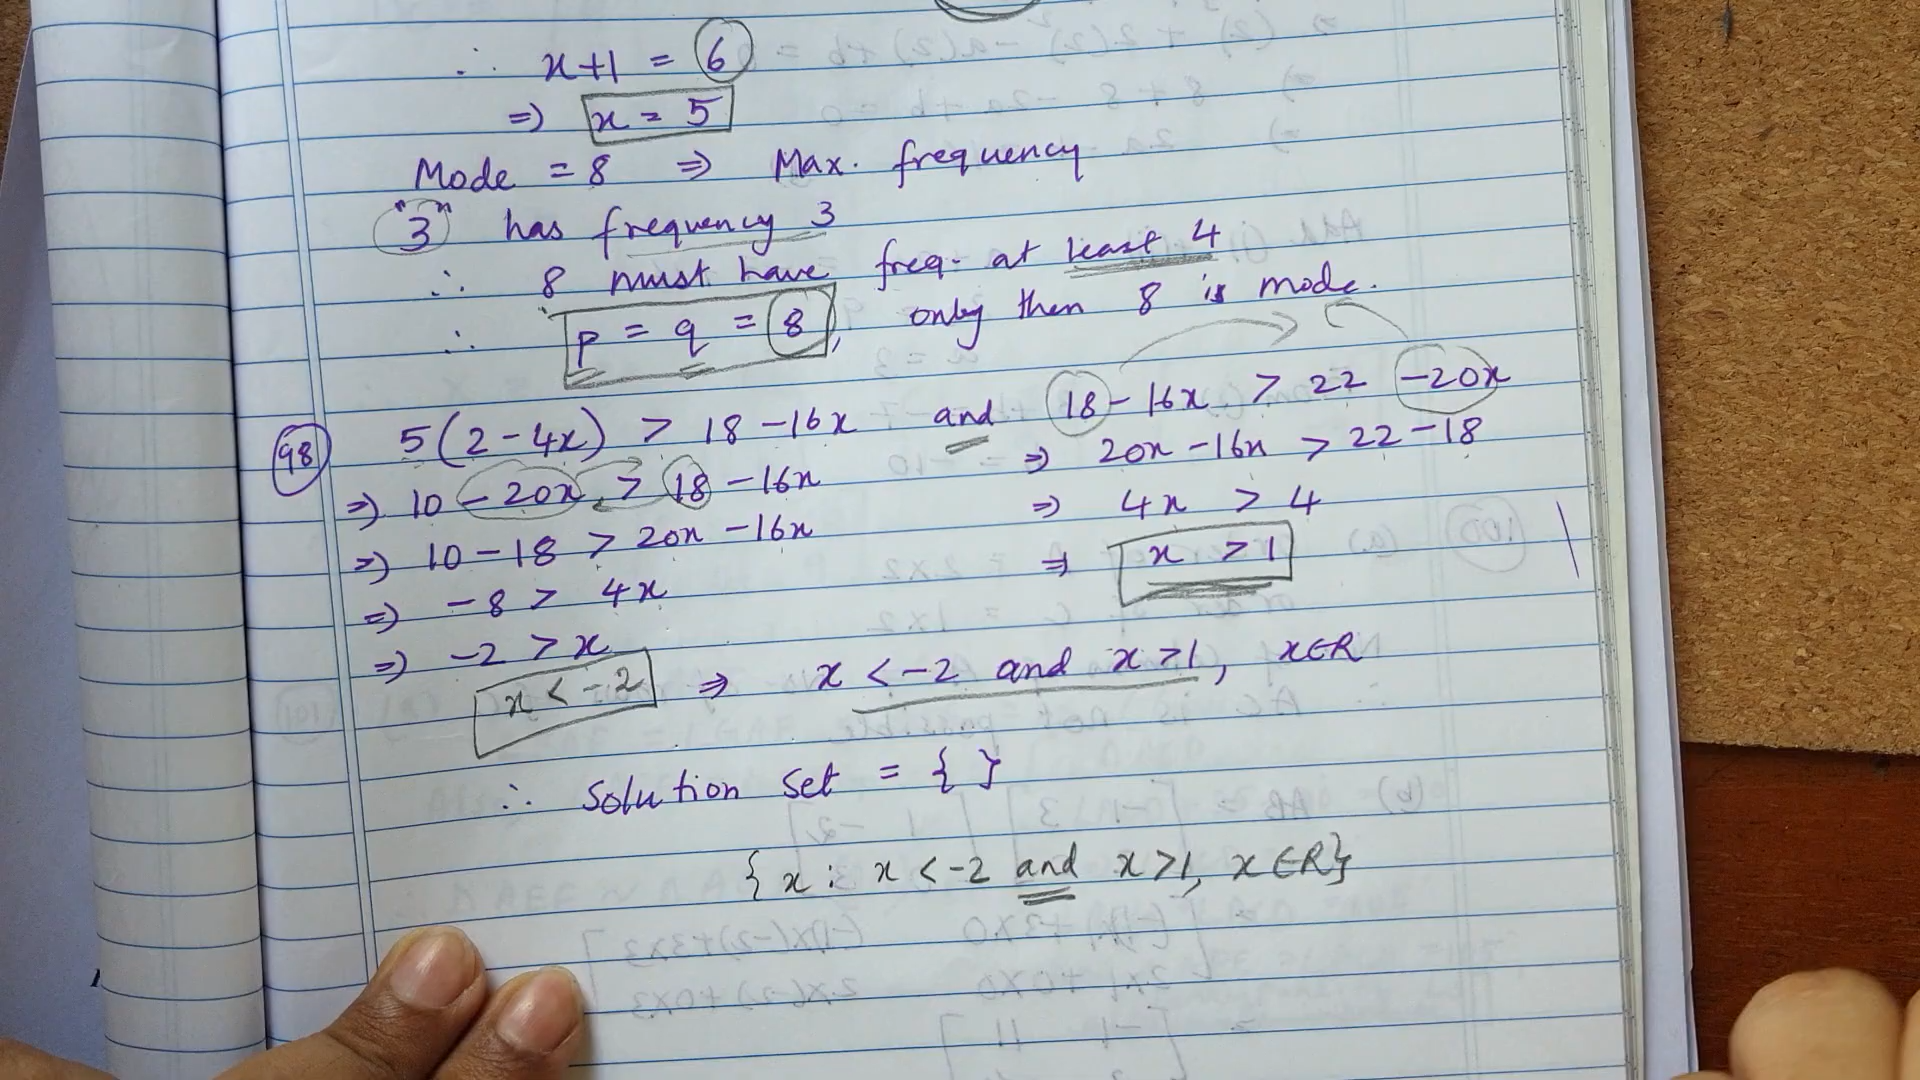 ∴ x+1 = 6
⇒ x = 5
Mode = 8 ⇒ Max. frequency
"3" has frequency 3
∴ 8 must have freq. at least 4
∴ p = q = 8, only then 8 is mode.
98 5(2-4x) > 18-16x and 18-16x > 22-20x
⇒ 10-20x > 18-16x ⇒ 20x-16x > 22-18
⇒ 10-18 > 20x-16x ⇒ 4x > 4
⇒ -8 > 4x ⇒ x > 1
⇒ -2 > x
x < -2 ⇒ x < -2 and x > 1, x∈R
∴ Solution set = { }
{ x : x < -2 and x > 1, x ∈ R}